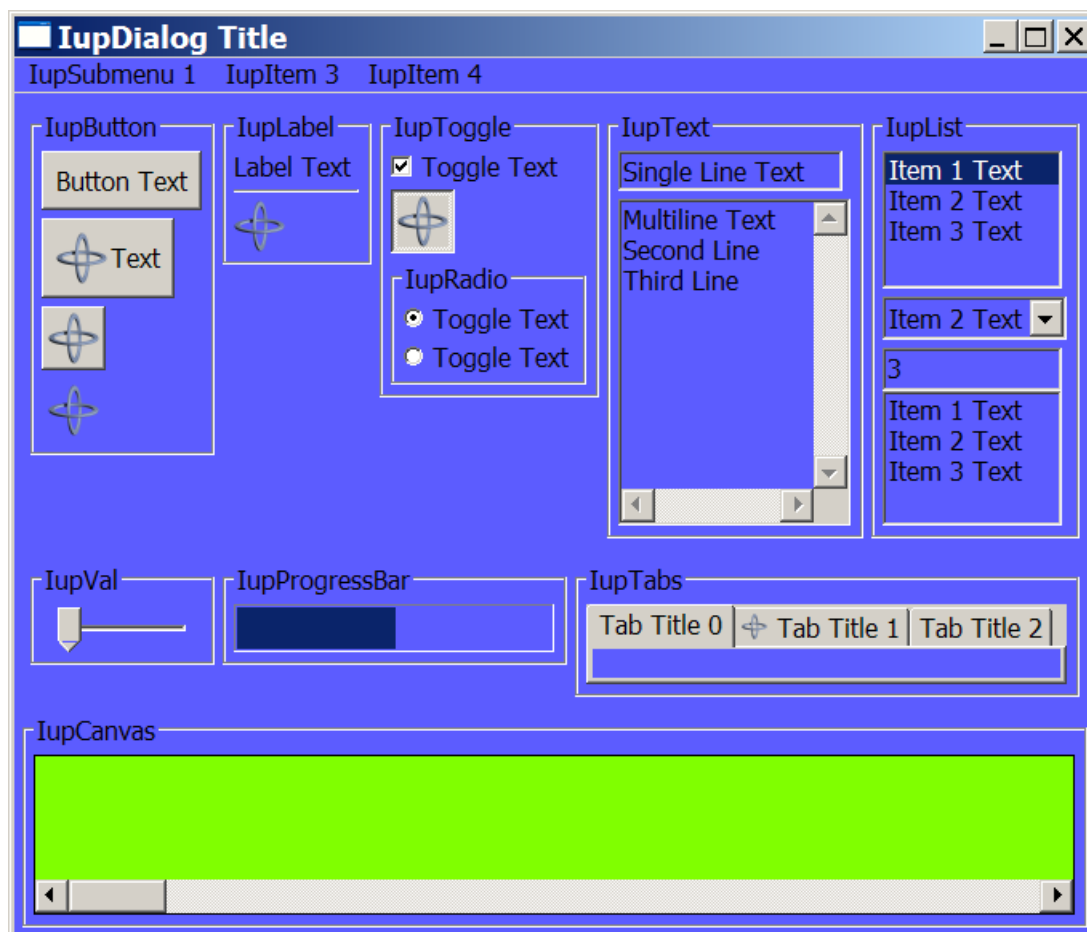 IupDialog Title
IupSubmenu 1 IupItem 3 IupItem 4
IupButton
Button Text
Text
IupLabel
Label Text
IupToggle
Toggle Text
IupRadio
Toggle Text
Toggle Text
IupText
Single Line Text
Multiline Text
Second Line
Third Line
IupList
Item 1 Text
Item 2 Text
Item 3 Text
Item 2 Text
3
Item 1 Text
Item 2 Text
Item 3 Text
IupVal
IupProgressBar
IupTabs
Tab Title 0 Tab Title 1 Tab Title 2
IupCanvas